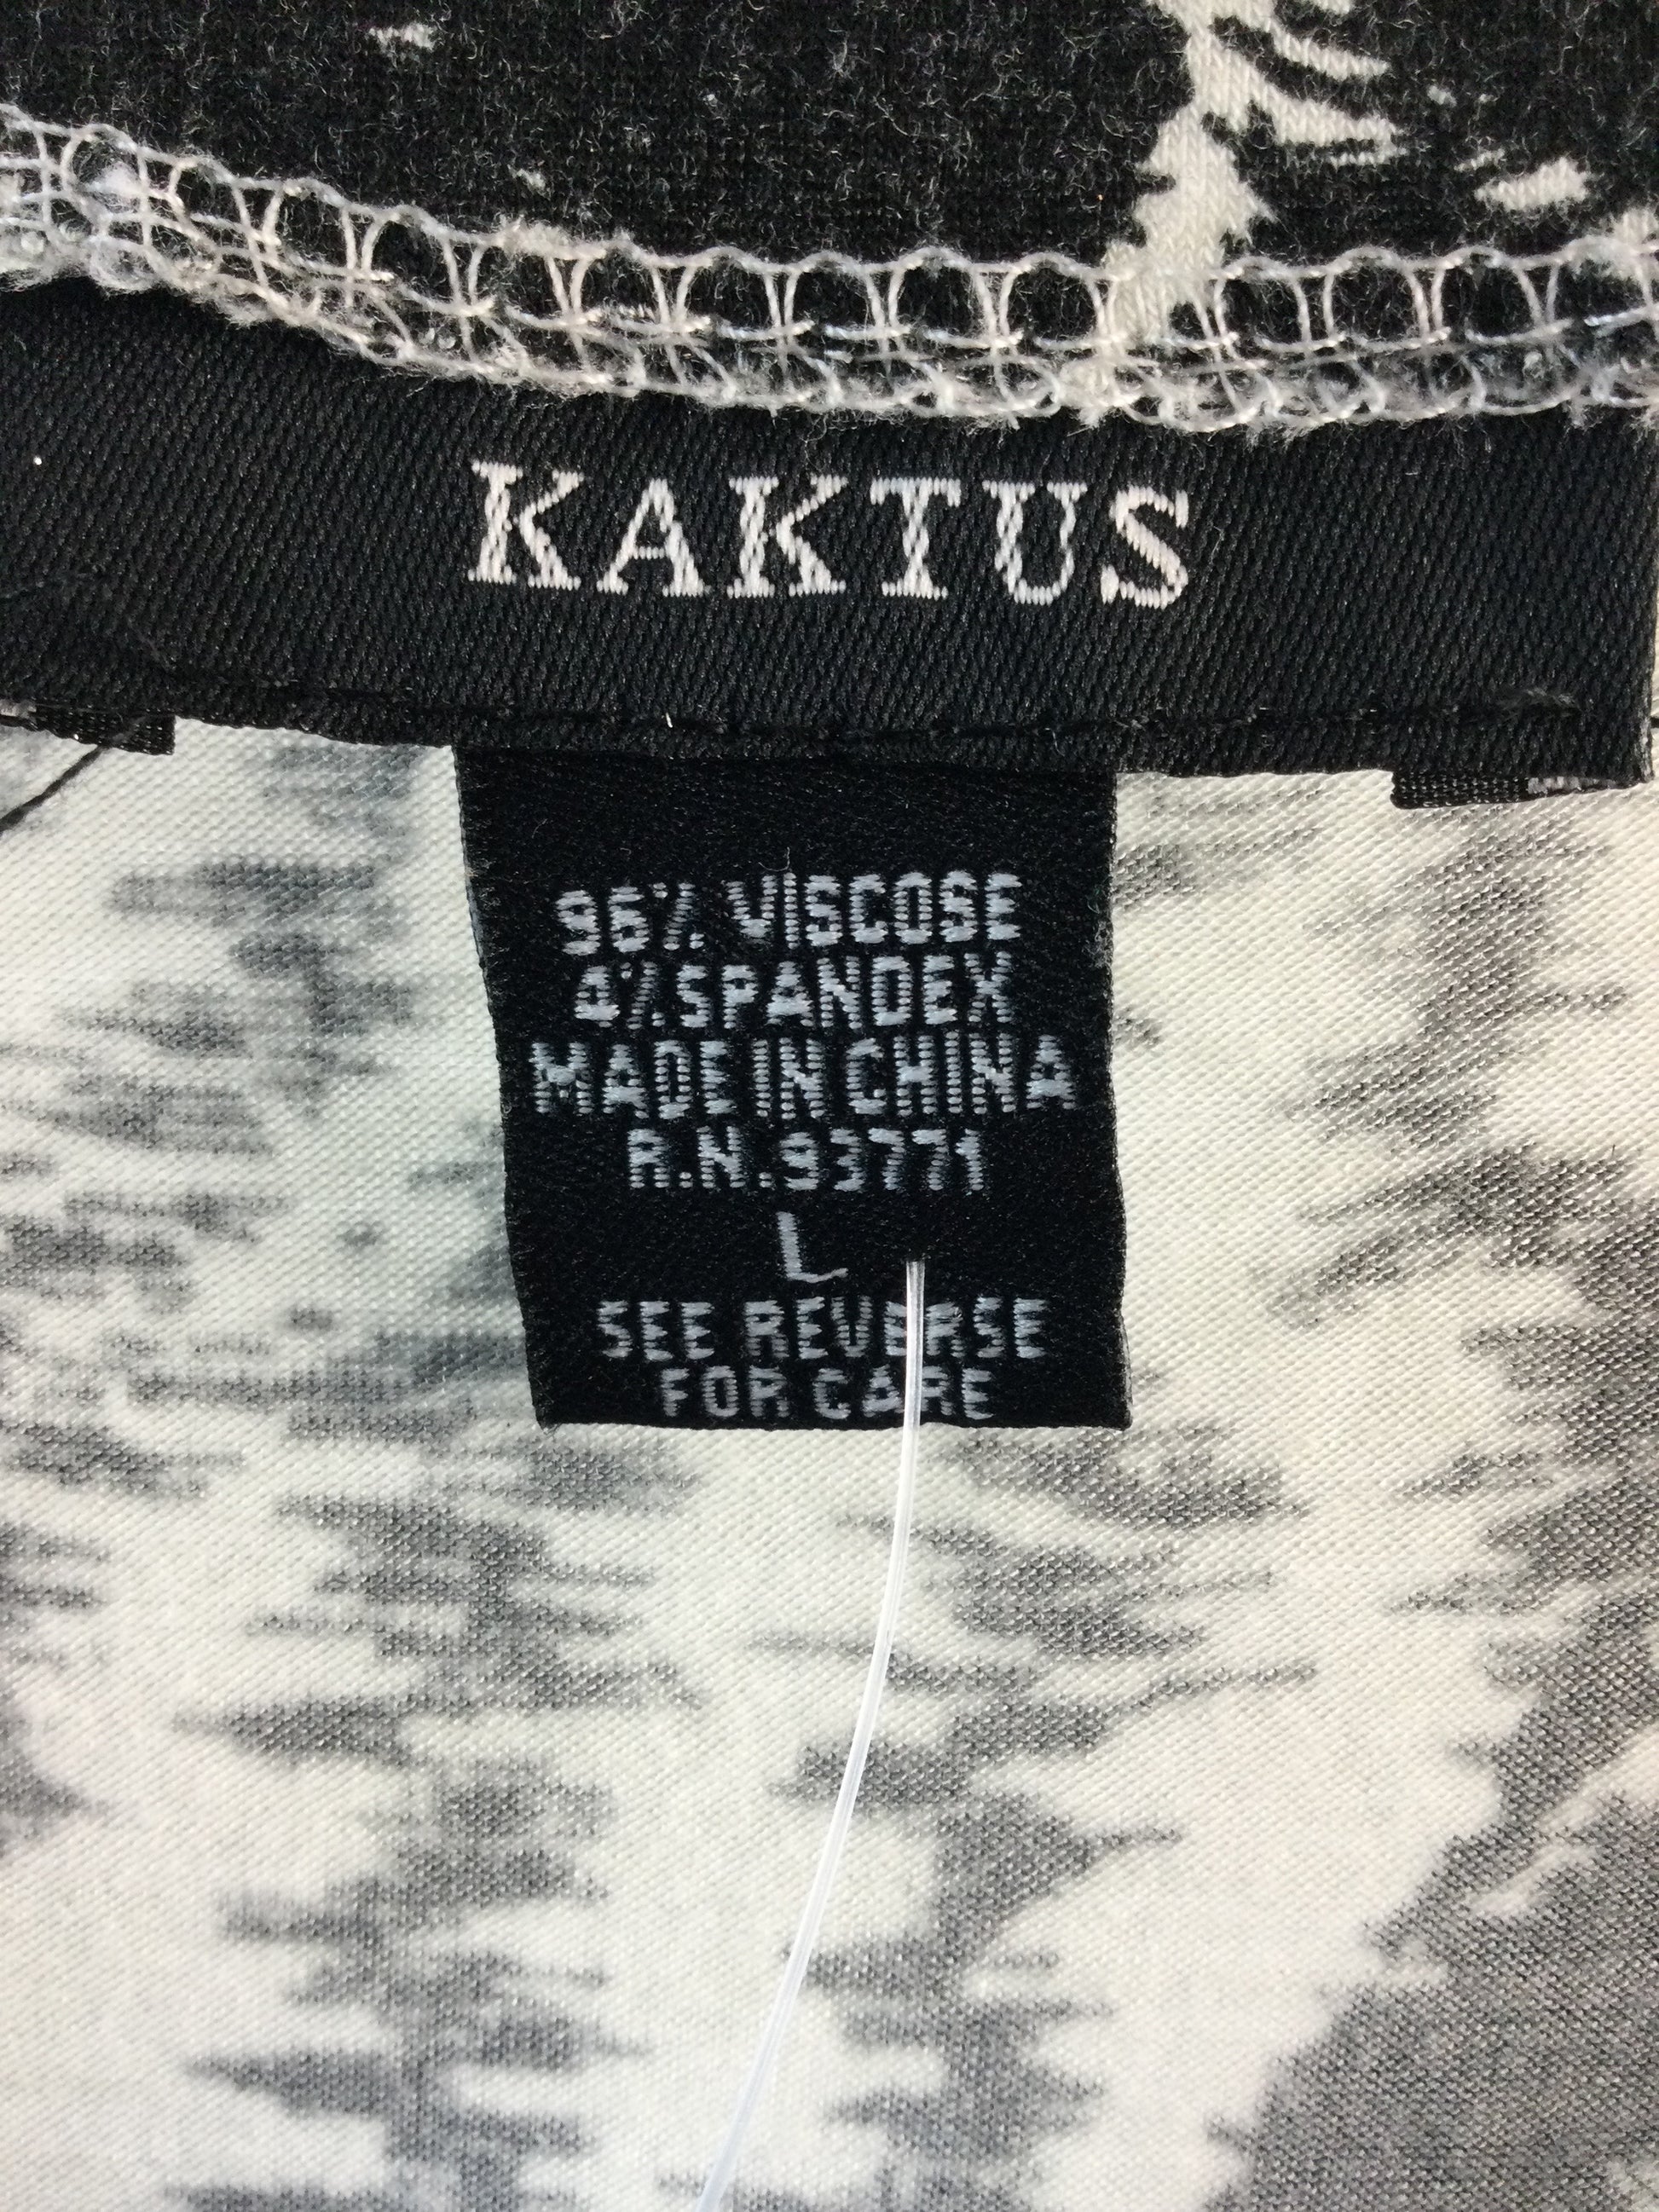 KAKTUS
96% VISCOSE
4% SPANDEX
MADE IN CHINA
R.N.93771
L
SEE REVERSE
FOR CARE